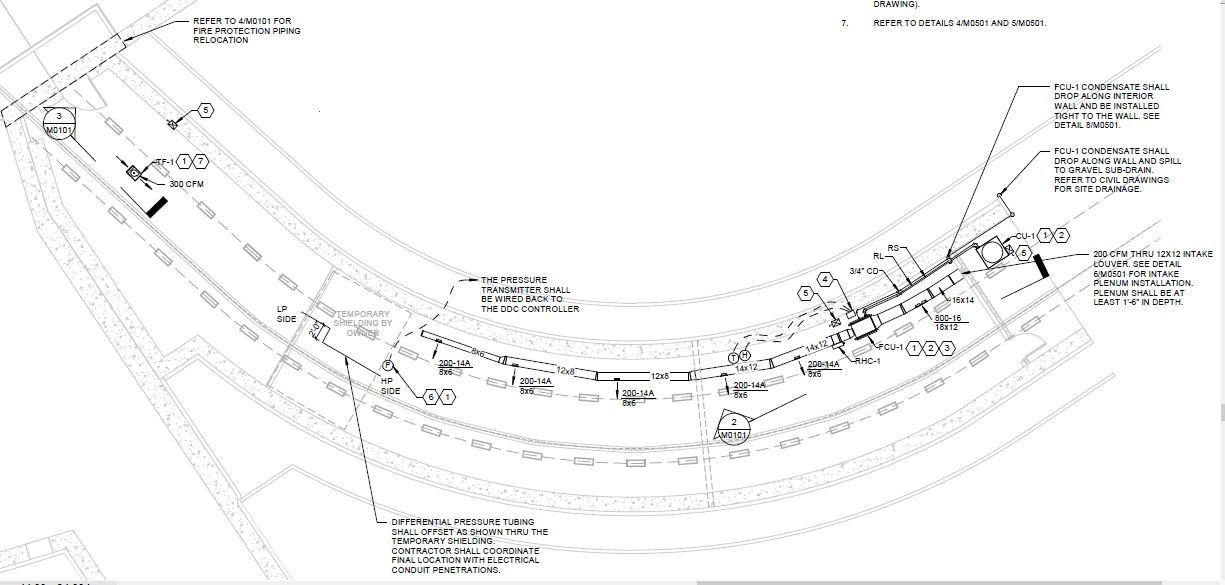 DRAWING).
7. REFER TO DETAILS 4/M0501 AND 5/M0501.
REFER TO 4/M0101 FOR
FIRE PROTECTION PIPING
RELOCATION
3
M0101
5
TF-1 1 7
300 CFM
FCU-1 CONDENSATE SHALL
DROP ALONG INTERIOR
WALL AND BE INSTALLED
TIGHT TO THE WALL. SEE
DETAIL 8/M0501.
FCU-1 CONDENSATE SHALL
DROP ALONG WALL AND SPILL
TO GRAVEL SUB-DRAIN.
REFER TO CIVIL DRAWINGS
FOR SITE DRAINAGE.
CU-1 1 2
5
200 CFM THRU 12X12 INTAKE
LOUVER. SEE DETAIL
6/M0501 FOR INTAKE
PLENUM INSTALLATION.
PLENUM SHALL BE AT
LEAST 1'-6" IN DEPTH.
RS
RL
3/4" CD
4
5
16x14
800-16
18x12
FCU-1 1 2 3
RHC-1
14x12
T H
14x12
200-14A
8x6
200-14A
8x6
12x8
200-14A
8x6
12x8
200-14A
8x6
8x6
200-14A
8x6
THE PRESSURE
TRANSMITTER SHALL
BE WIRED BACK TO
THE DDC CONTROLLER
LP
SIDE
TEMPORARY
SHIELDING BY
OWNER
2'-0"
P
HP
SIDE
6 1
2
M0101
DIFFERENTIAL PRESSURE TUBING
SHALL OFFSET AS SHOWN THRU THE
TEMPORARY SHIELDING.
CONTRACTOR SHALL COORDINATE
FINAL LOCATION WITH ELECTRICAL
CONDUIT PENETRATIONS.